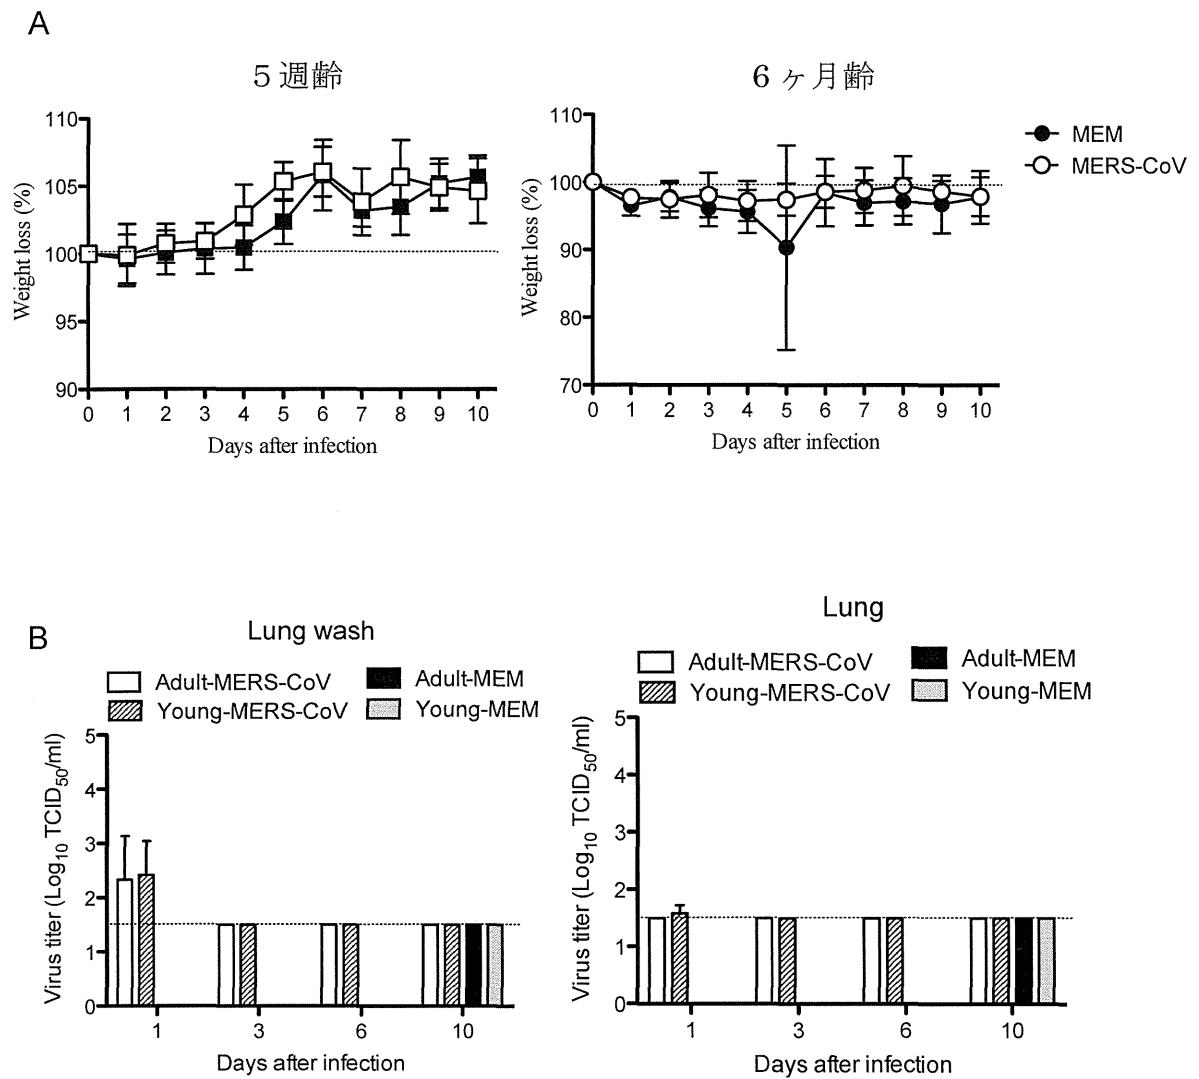 A
5週齢
6ヶ月齢
110
105
100
95
90
Weight loss (%)
0 1 2 3 4 5 6 7 8 9 10
Days after infection
110
100
90
80
70
Weight loss (%)
0 1 2 3 4 5 6 7 8 9 10
Days after infection
MEM
MERS-CoV
B
Lung wash
Adult-MERS-CoV
Adult-MEM
Young-MERS-CoV
Young-MEM
5
4
3
2
1
0
Virus titer (Log10 TCID50/ml)
1 3 6 10
Days after infection
Lung
Adult-MERS-CoV
Adult-MEM
Young-MERS-CoV
Young-MEM
5
4
3
2
1
0
Virus titer (Log10 TCID50/ml)
1 3 6 10
Days after infection